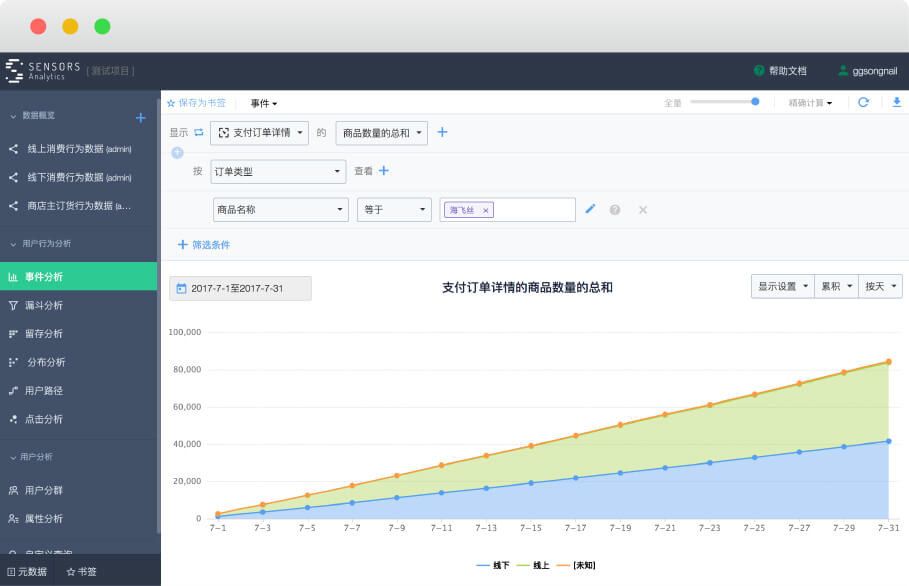 SENSORS
Analytics
[ 测试项目 ]
帮助文档
ggsongnail
数据概览
线上消费行为数据 (admin)
线下消费行为数据 (admin)
商店主订货行为数据 (a...
用户行为分析
事件分析
漏斗分析
留存分析
分布分析
用户路径
点击分析
用户分析
用户分群
属性分析
自定义查询
元数据
书签
保存为书签
事件
全量
精确计算
显示
支付订单详情
的
商品数量的总和
按
订单类型
查看
商品名称
等于
海飞丝 ×
筛选条件
2017-7-1至2017-7-31
支付订单详情的商品数量的总和
显示设置
累积
按天
100,000
80,000
60,000
40,000
20,000
0
7-1 7-3 7-5 7-7 7-9 7-11 7-13 7-15 7-17 7-19 7-21 7-23 7-25 7-27 7-29 7-31
线下 线上 [未知]